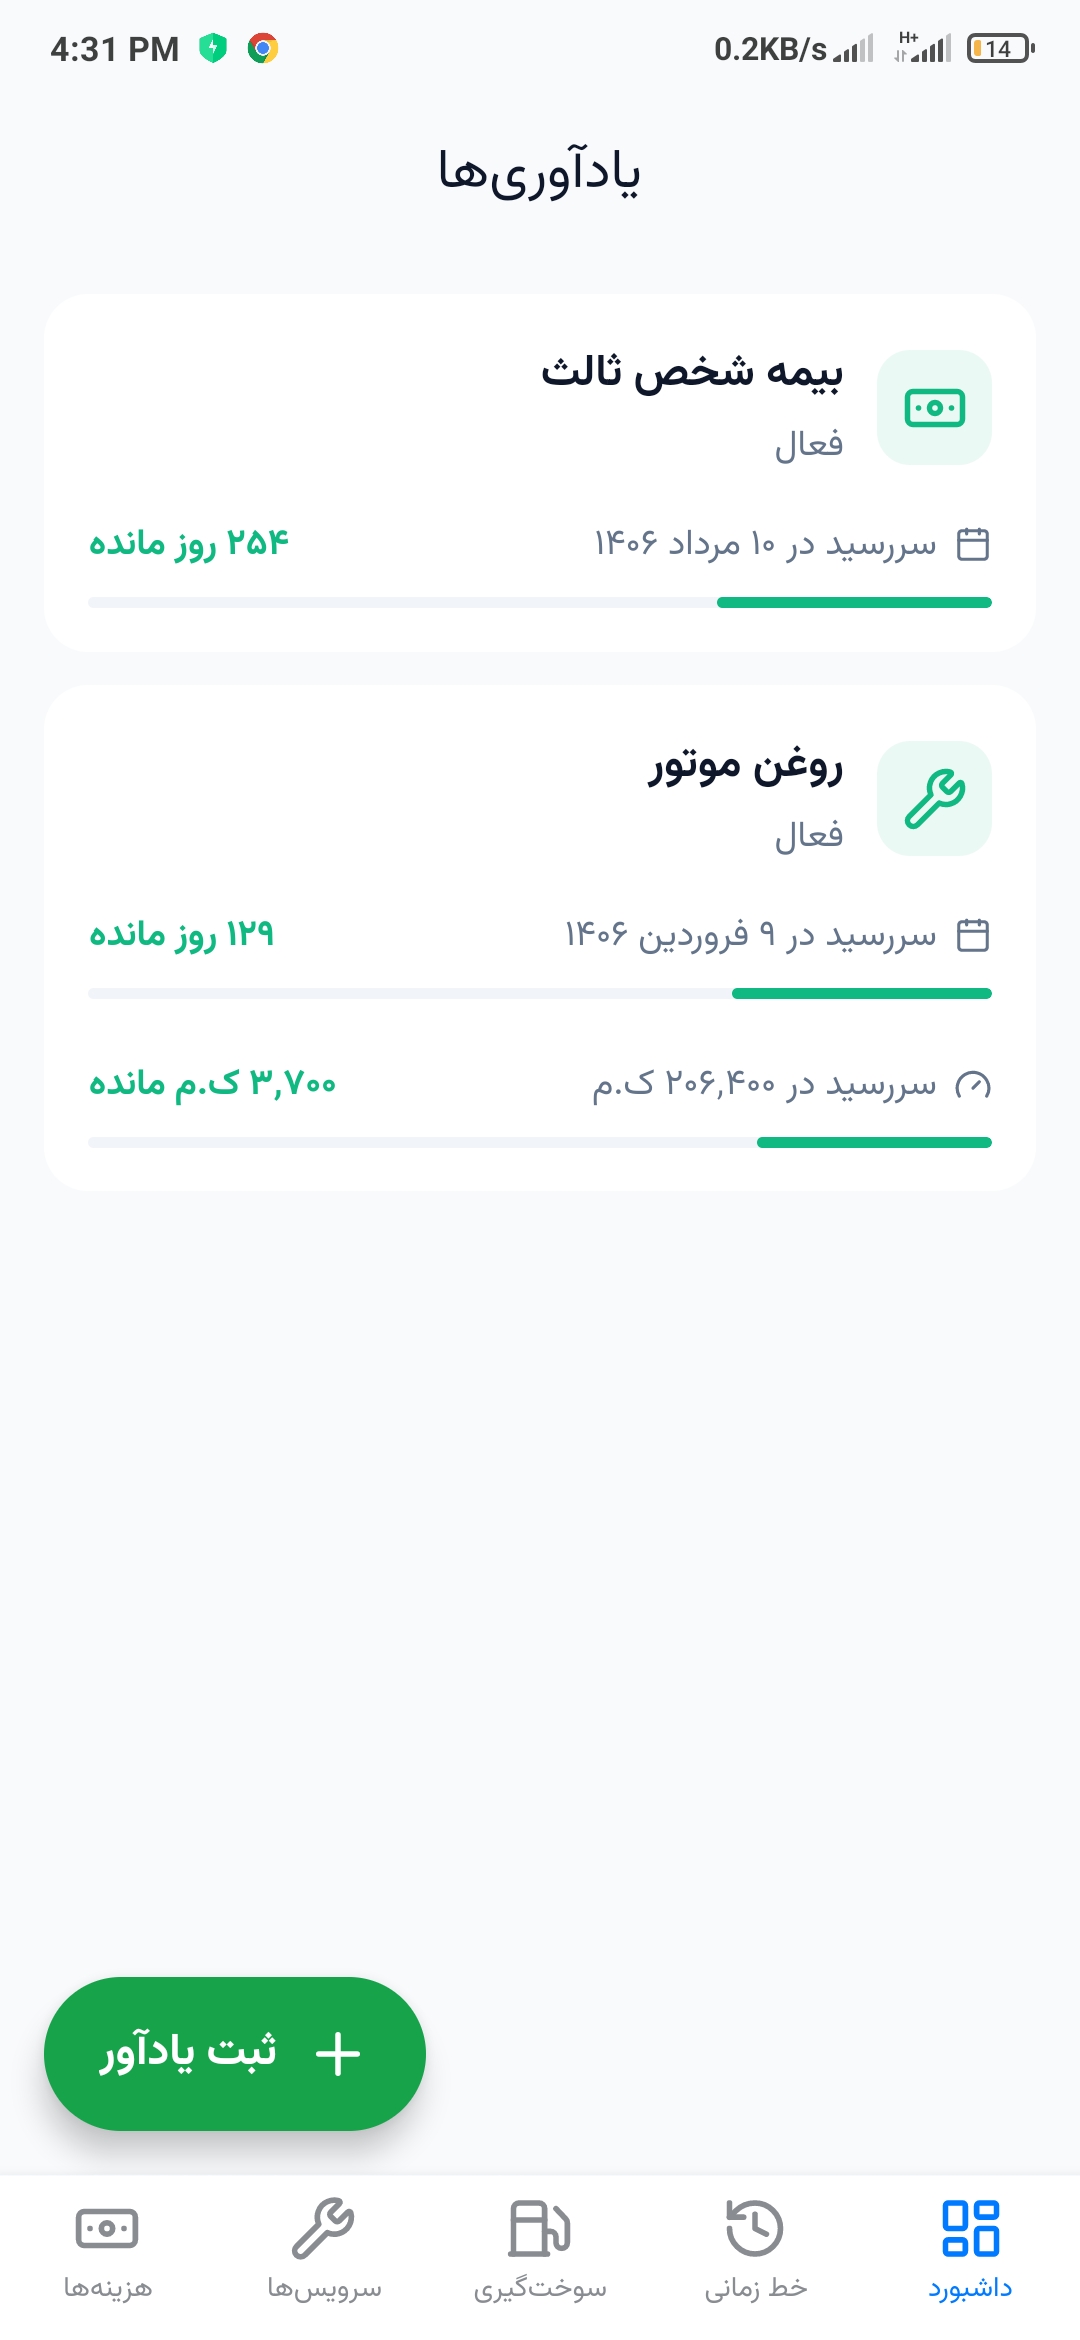 4:31 PM 0.2KB/s H+ 14
یادآوری‌ها
بیمه شخص ثالث
فعال
سررسید در ۱۰ مرداد ۱۴۰۶ ۲۵۴ روز مانده
روغن موتور
فعال
سررسید در ۹ فروردین ۱۴۰۶ ۱۲۹ روز مانده
سررسید در ۲۰۶,۴۰۰ ک.م ۳,۷۰۰ ک.م مانده
ثبت یادآور
داشبورد خط زمانی سوخت‌گیری سرویس‌ها هزینه‌ها